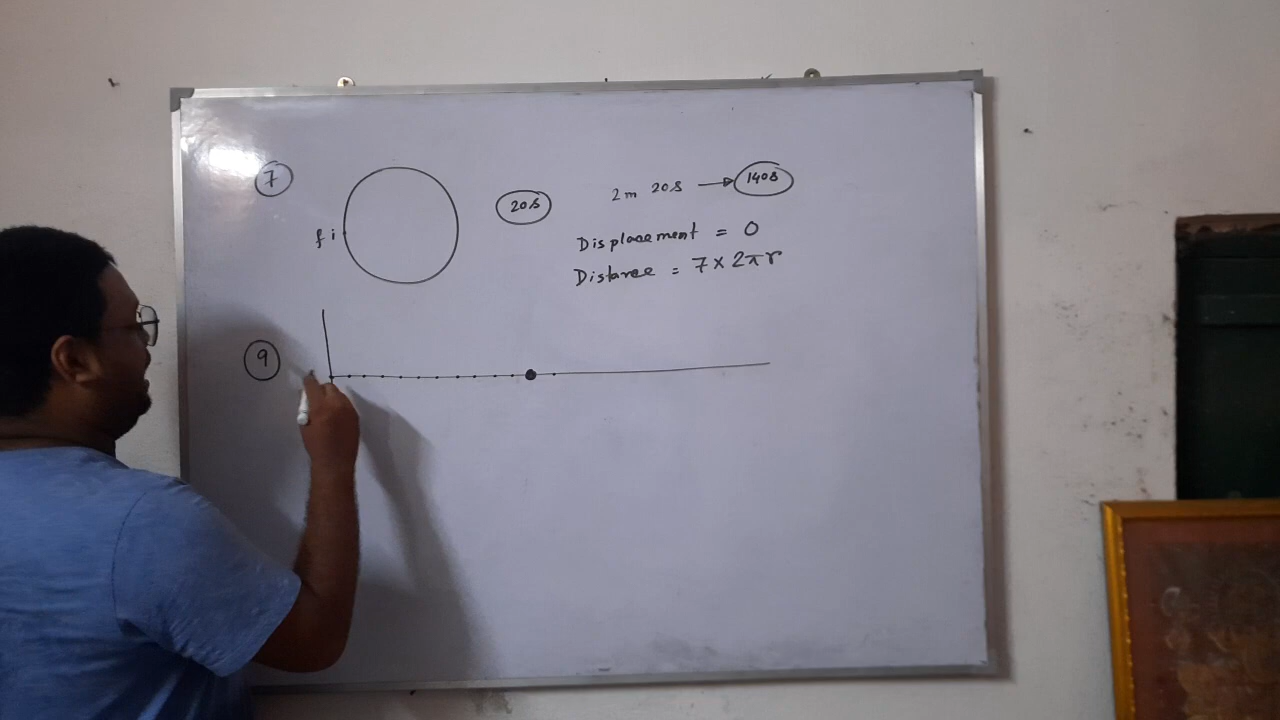 7
20s
2m 20s → 140s
f i
Displacement = 0
Distance = 7 × 2πr
9